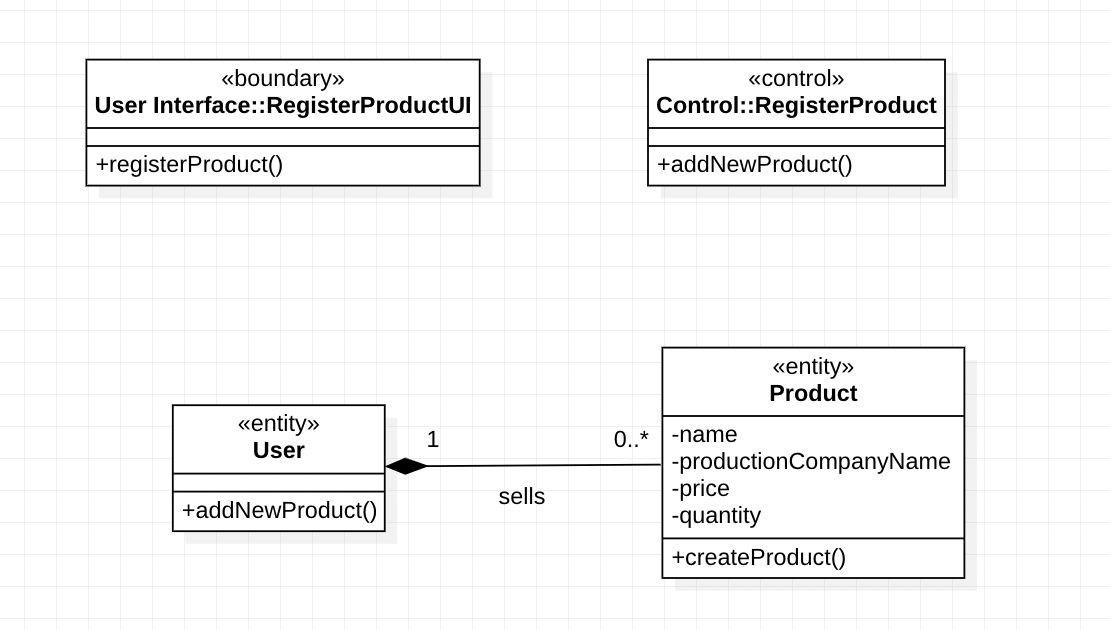 «boundary»
User Interface::RegisterProductUI
+registerProduct()
«control»
Control::RegisterProduct
+addNewProduct()
«entity»
User
+addNewProduct()
1
0..*
sells
«entity»
Product
-name
-productionCompanyName
-price
-quantity
+createProduct()